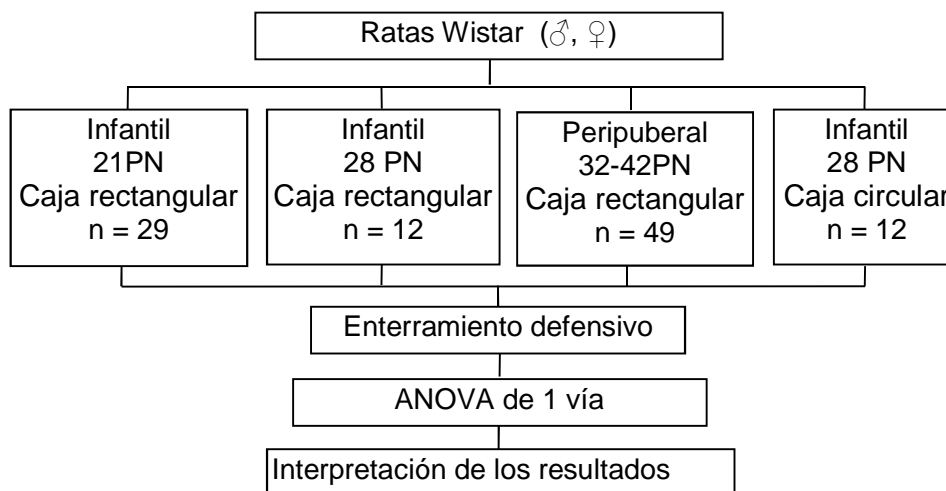 Ratas Wistar (♂, ♀)
Infantil
21PN
Caja rectangular
n = 29
Infantil
28 PN
Caja rectangular
n = 12
Peripuberal
32-42PN
Caja rectangular
n = 49
Infantil
28 PN
Caja circular
n = 12
Enterramiento defensivo
ANOVA de 1 vía
Interpretación de los resultados